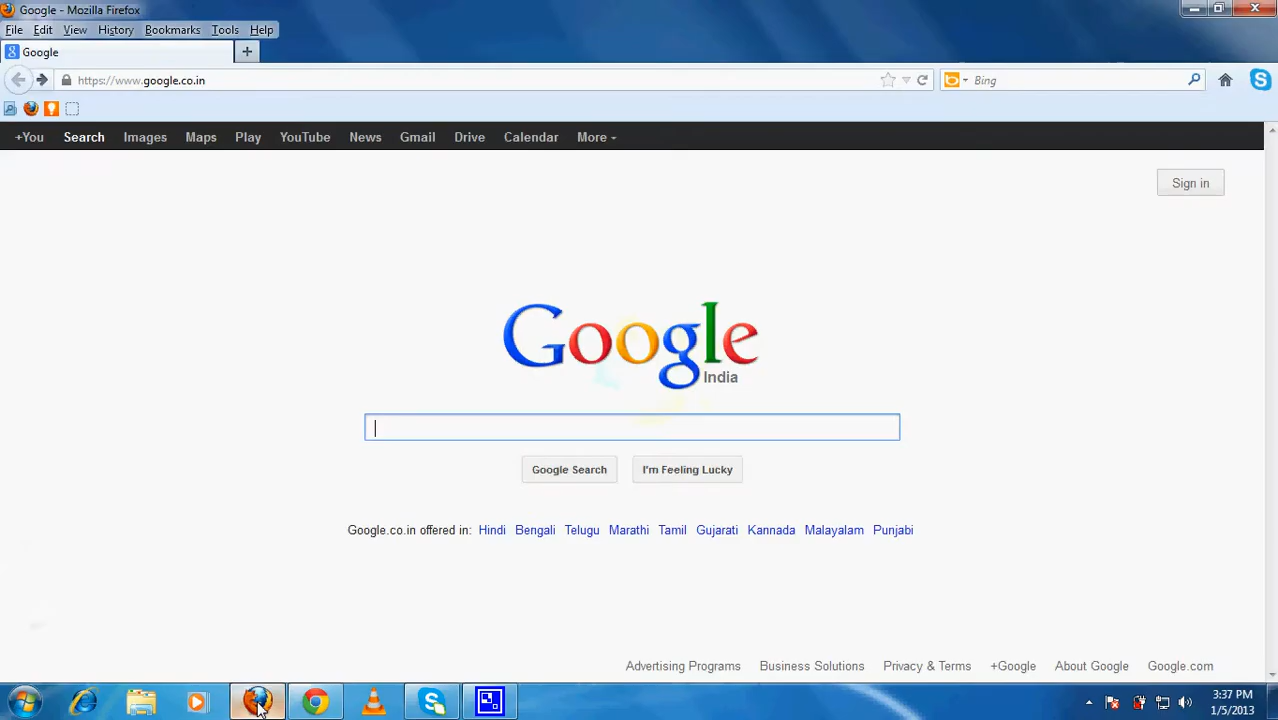 Google - Mozilla Firefox
File Edit View History Bookmarks Tools Help
Google
https://www.google.co.in
Bing
+You Search Images Maps Play YouTube News Gmail Drive Calendar More
Sign in
Google
India
Google Search I'm Feeling Lucky
Google.co.in offered in: Hindi Bengali Telugu Marathi Tamil Gujarati Kannada Malayalam Punjabi
Advertising Programs Business Solutions Privacy & Terms +Google About Google Google.com
3:37 PM
1/5/2013